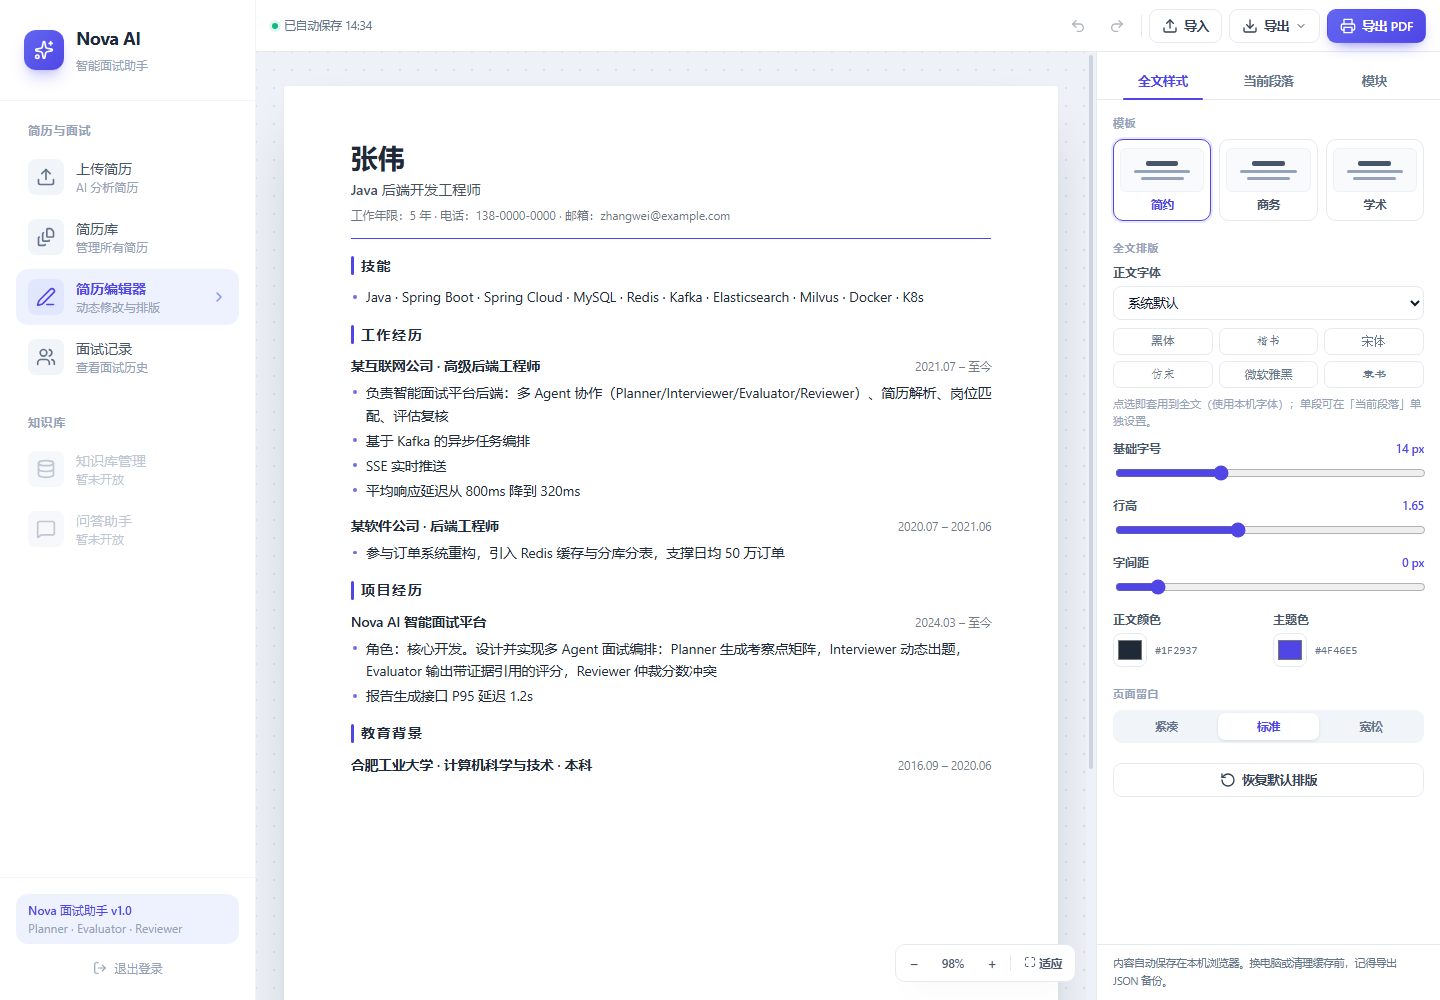 Nova AI
智能面试助手
简历与面试
上传简历
AI 分析简历
简历库
管理所有简历
简历编辑器
动态修改与排版
面试记录
查看面试历史
知识库
知识库管理
暂未开放
问答助手
暂未开放
Nova 面试助手 v1.0
Planner · Evaluator · Reviewer
退出登录
已自动保存 14:34
导入
导出
导出 PDF
张伟
Java 后端开发工程师
工作年限：5 年 · 电话：138-0000-0000 · 邮箱：zhangwei@example.com
技能
Java · Spring Boot · Spring Cloud · MySQL · Redis · Kafka · Elasticsearch · Milvus · Docker · K8s
工作经历
某互联网公司 · 高级后端工程师 2021.07 – 至今
负责智能面试平台后端：多 Agent 协作（Planner/Interviewer/Evaluator/Reviewer）、简历解析、岗位匹
配、评估复核
基于 Kafka 的异步任务编排
SSE 实时推送
平均响应延迟从 800ms 降到 320ms
某软件公司 · 后端工程师 2020.07 – 2021.06
参与订单系统重构，引入 Redis 缓存与分库分表，支撑日均 50 万订单
项目经历
Nova AI 智能面试平台 2024.03 – 至今
角色：核心开发。设计并实现多 Agent 面试编排：Planner 生成考察点矩阵，Interviewer 动态出题，
Evaluator 输出带证据引用的评分，Reviewer 仲裁分数冲突
报告生成接口 P95 延迟 1.2s
教育背景
合肥工业大学 · 计算机科学与技术 · 本科 2016.09 – 2020.06
− 98% + 适应
全文样式 当前段落 模块
模板
简约 商务 学术
全文排版
正文字体
系统默认
黑体 楷书 宋体
仿宋 微软雅黑 隶书
点选即套用到全文（使用本机字体）；单段可在「当前段落」单
独设置。
基础字号 14 px
行高 1.65
字间距 0 px
正文颜色 主题色
#1F2937 #4F46E5
页面留白
紧凑 标准 宽松
恢复默认排版
内容自动保存在本机浏览器。换电脑或清理缓存前，记得导出
JSON 备份。